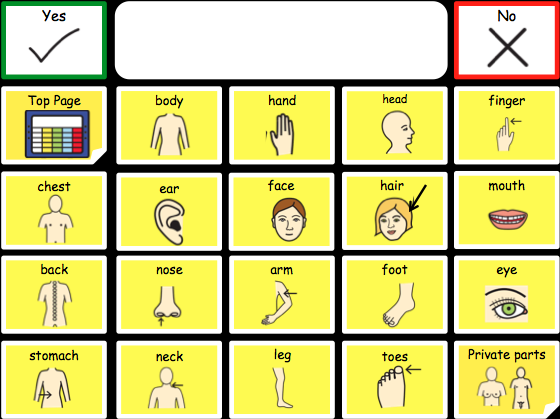 Yes
No
Top Page
body
hand
head
finger
chest
ear
face
hair
mouth
back
nose
arm
foot
eye
stomach
neck
leg
toes
Private parts